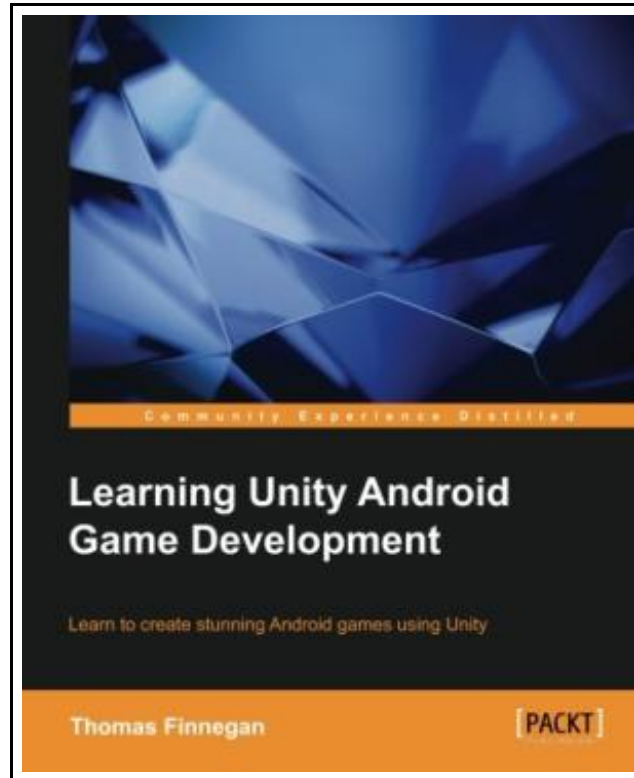 Community Experience Distilled
Learning Unity Android
Game Development
Learn to create stunning Android games using Unity
Thomas Finnegan
[PACKT]